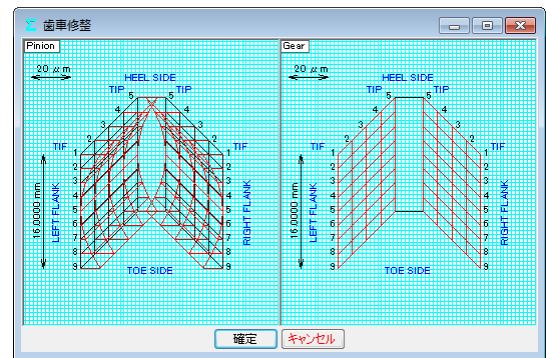 Σ 歯車修整
Pinion
20 μm
HEEL SIDE
TIP 5 5 TIP
4 4
3 3
2 2
TIF 1 1 TIF
2 2
3 3
4 4
5 5
6 6
7 7
8 8
9 9
16.0000 mm
LEFT FLANK
RIGHT FLANK
TOE SIDE
Gear
20 μm
HEEL SIDE
TIP 5 5 TIP
4 4
3 3
2 2
TIF 1 1 TIF
2 2
3 3
4 4
5 5
6 6
7 7
8 8
9 9
16.0000 mm
LEFT FLANK
RIGHT FLANK
TOE SIDE
確定 キャンセル